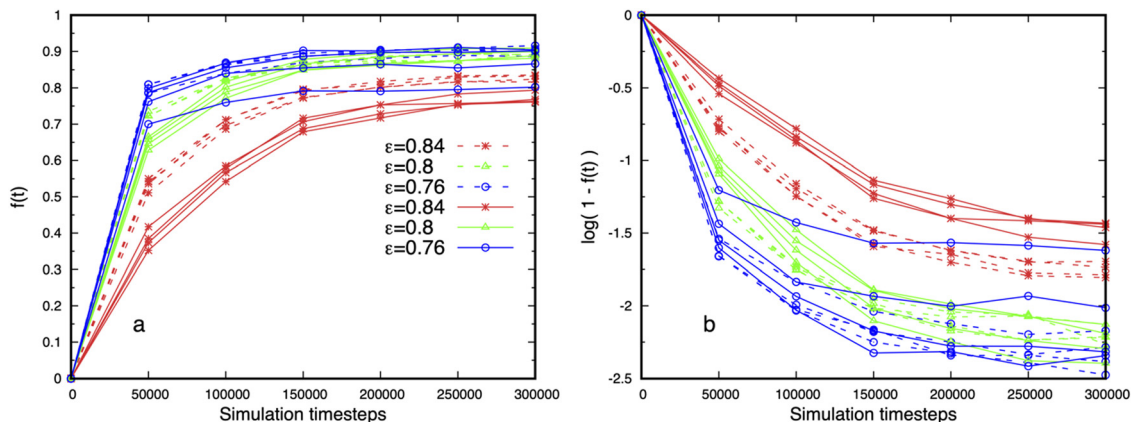 1
0.9
0.8
0.7
0.6
0.5
0.4
0.3
0.2
0.1
0
f(t)
ε=0.84
ε=0.8
ε=0.76
ε=0.84
ε=0.8
ε=0.76
a
0 50000 100000 150000 200000 250000 300000
Simulation timesteps
0
-0.5
-1
-1.5
-2
-2.5
log( 1 - f(t) )
b
0 50000 100000 150000 200000 250000 300000
Simulation timesteps